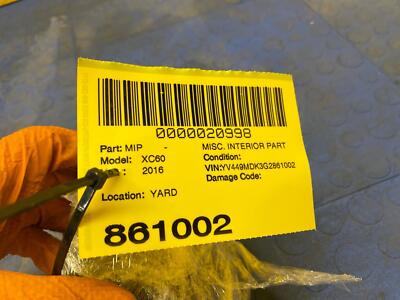 0000020998
Part: MIP - MISC. INTERIOR PART
Model: XC60 Condition:
: 2016 VIN:YV449MDK3G2861002
Damage Code:
Location: YARD
861002